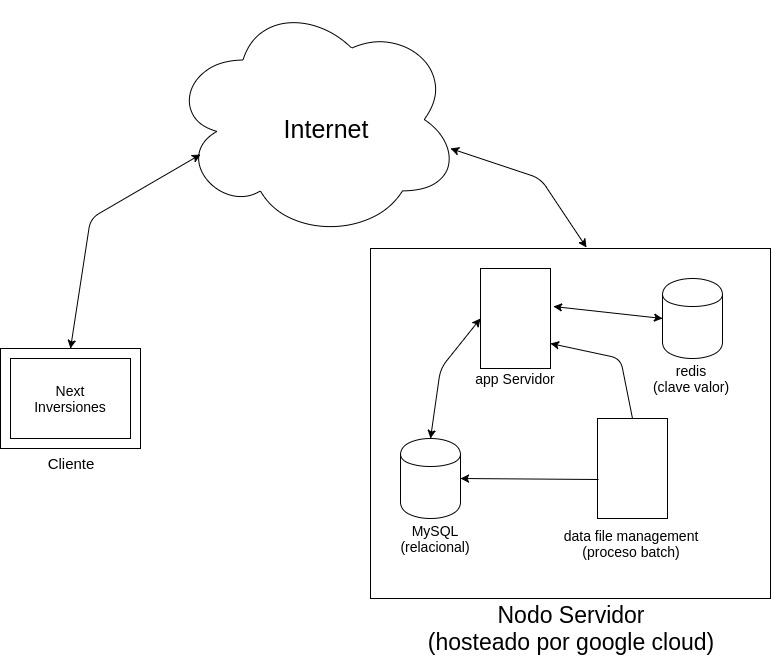 Internet
Next
Inversiones
Cliente
app Servidor
redis
(clave valor)
MySQL
(relacional)
data file management
(proceso batch)
Nodo Servidor
(hosteado por google cloud)